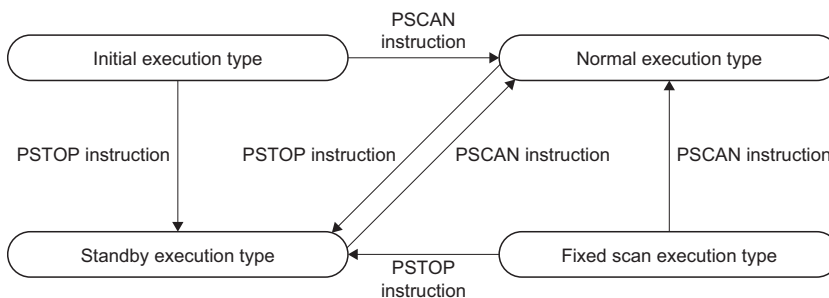 PSCAN
instruction
Initial execution type
Normal execution type
PSTOP instruction
PSTOP instruction
PSCAN instruction
PSCAN instruction
Standby execution type
Fixed scan execution type
PSTOP
instruction